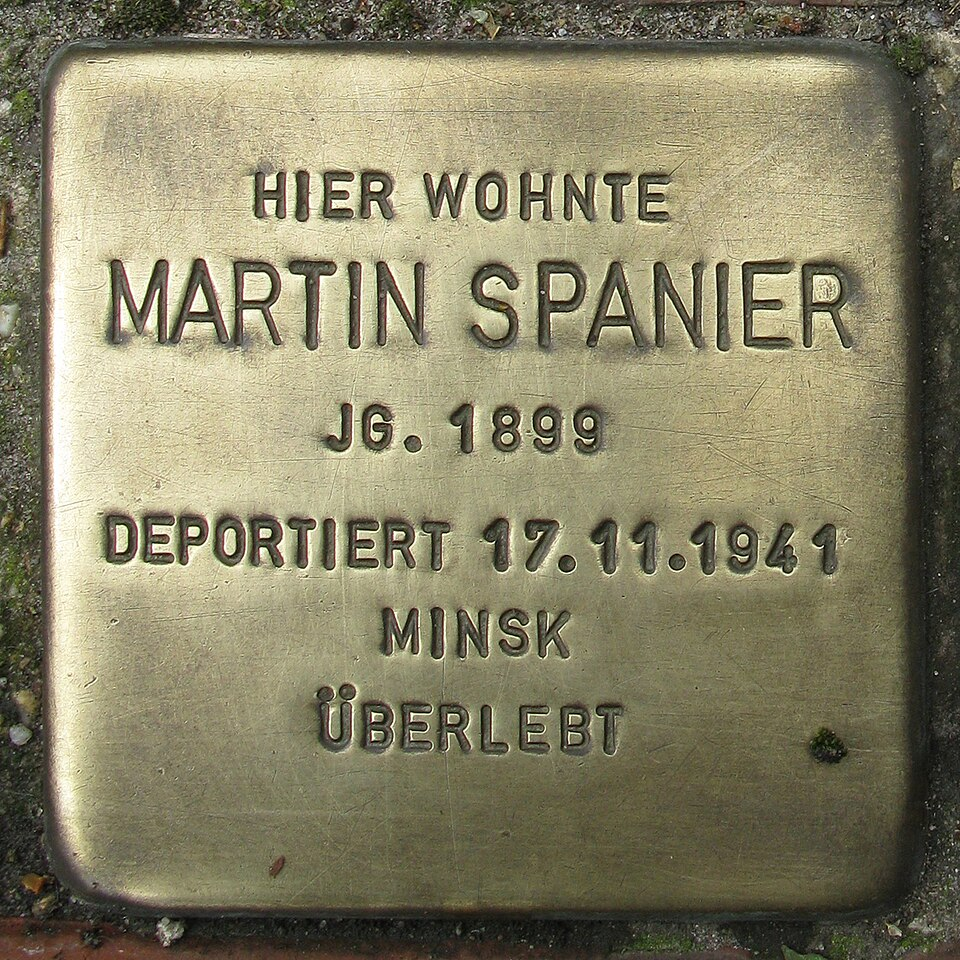 HIER WOHNTE
MARTIN SPANIER
JG. 1899
DEPORTIERT 17.11.1941
MINSK
ÜBERLEBT